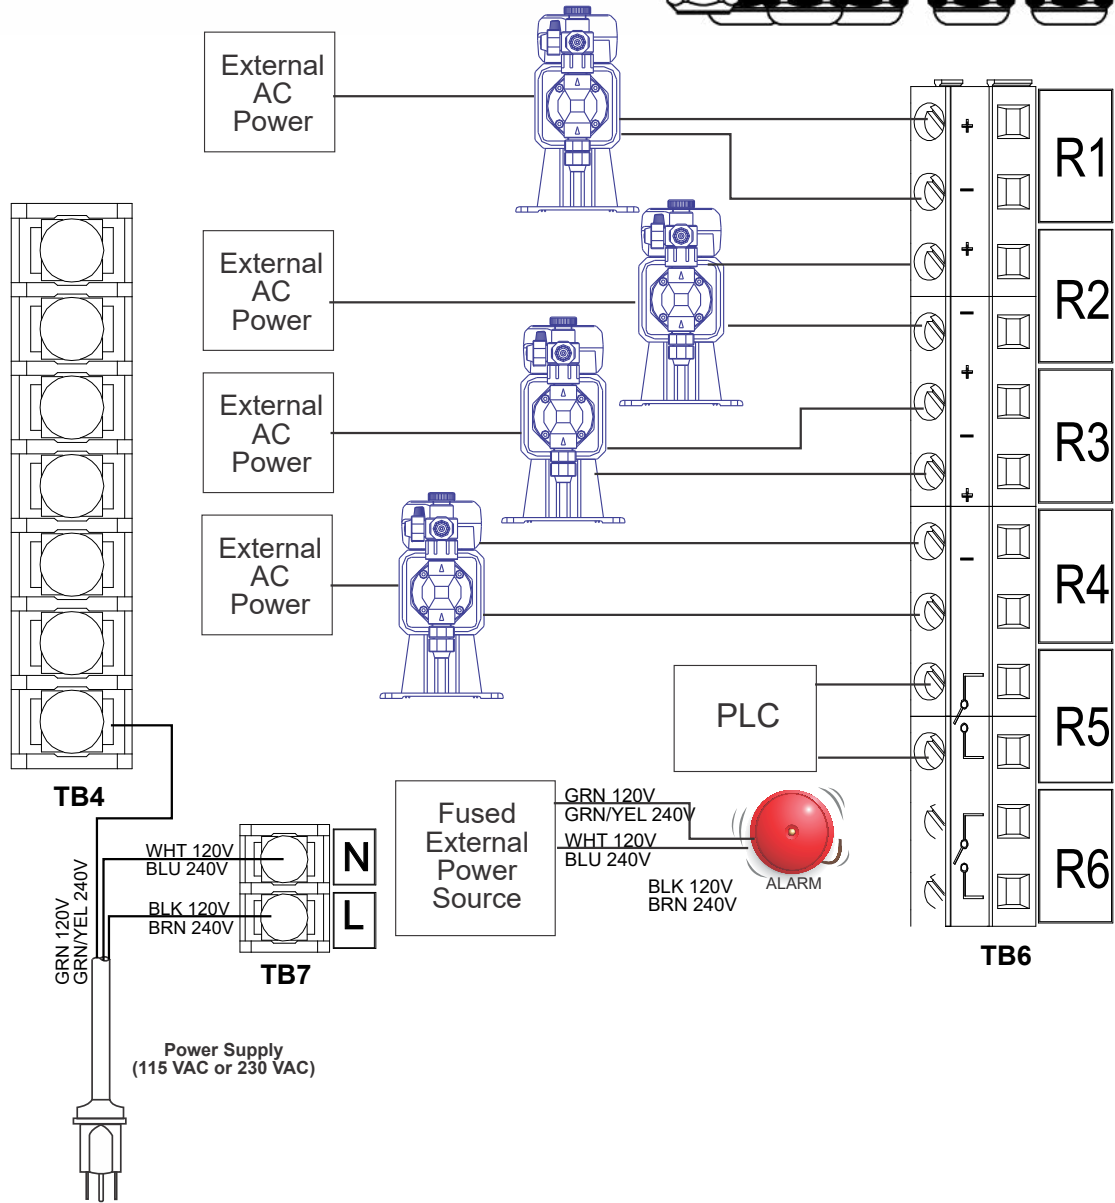 External
AC
Power
R1
External
AC
Power
R2
External
AC
Power
R3
External
AC
Power
R4
PLC
R5
TB4
Fused
External
Power
Source
GRN 120V
GRN/YEL 240V
WHT 120V
BLU 240V
BLK 120V
BRN 240V
ALARM
R6
TB6
WHT 120V
BLU 240V
N
BLK 120V
BRN 240V
L
TB7
GRN 120V
GRN/YEL 240V
Power Supply
(115 VAC or 230 VAC)
+
-
+
-
+
-
+
-